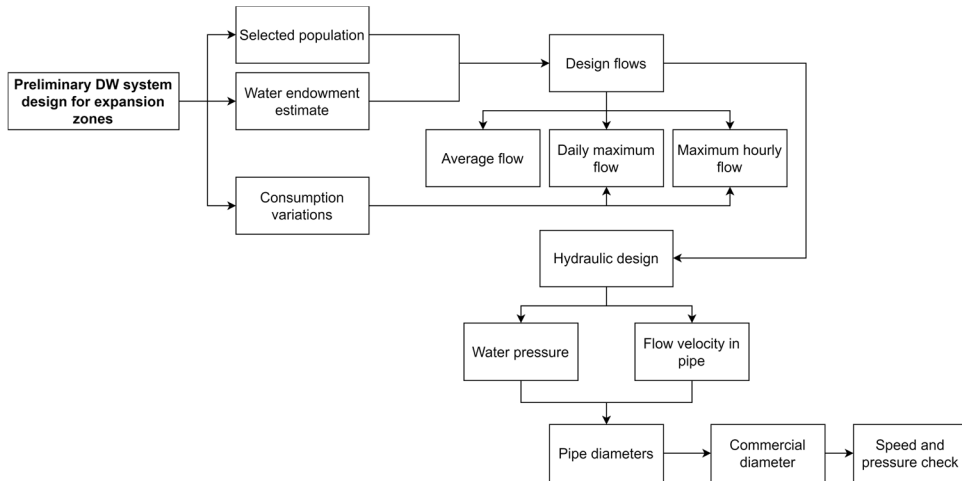 Selected population
Preliminary DW system
design for expansion
zones
Water endowment
estimate
Design flows
Average flow
Daily maximum
flow
Maximum hourly
flow
Consumption
variations
Hydraulic design
Water pressure
Flow velocity in
pipe
Pipe diameters
Commercial
diameter
Speed and
pressure check